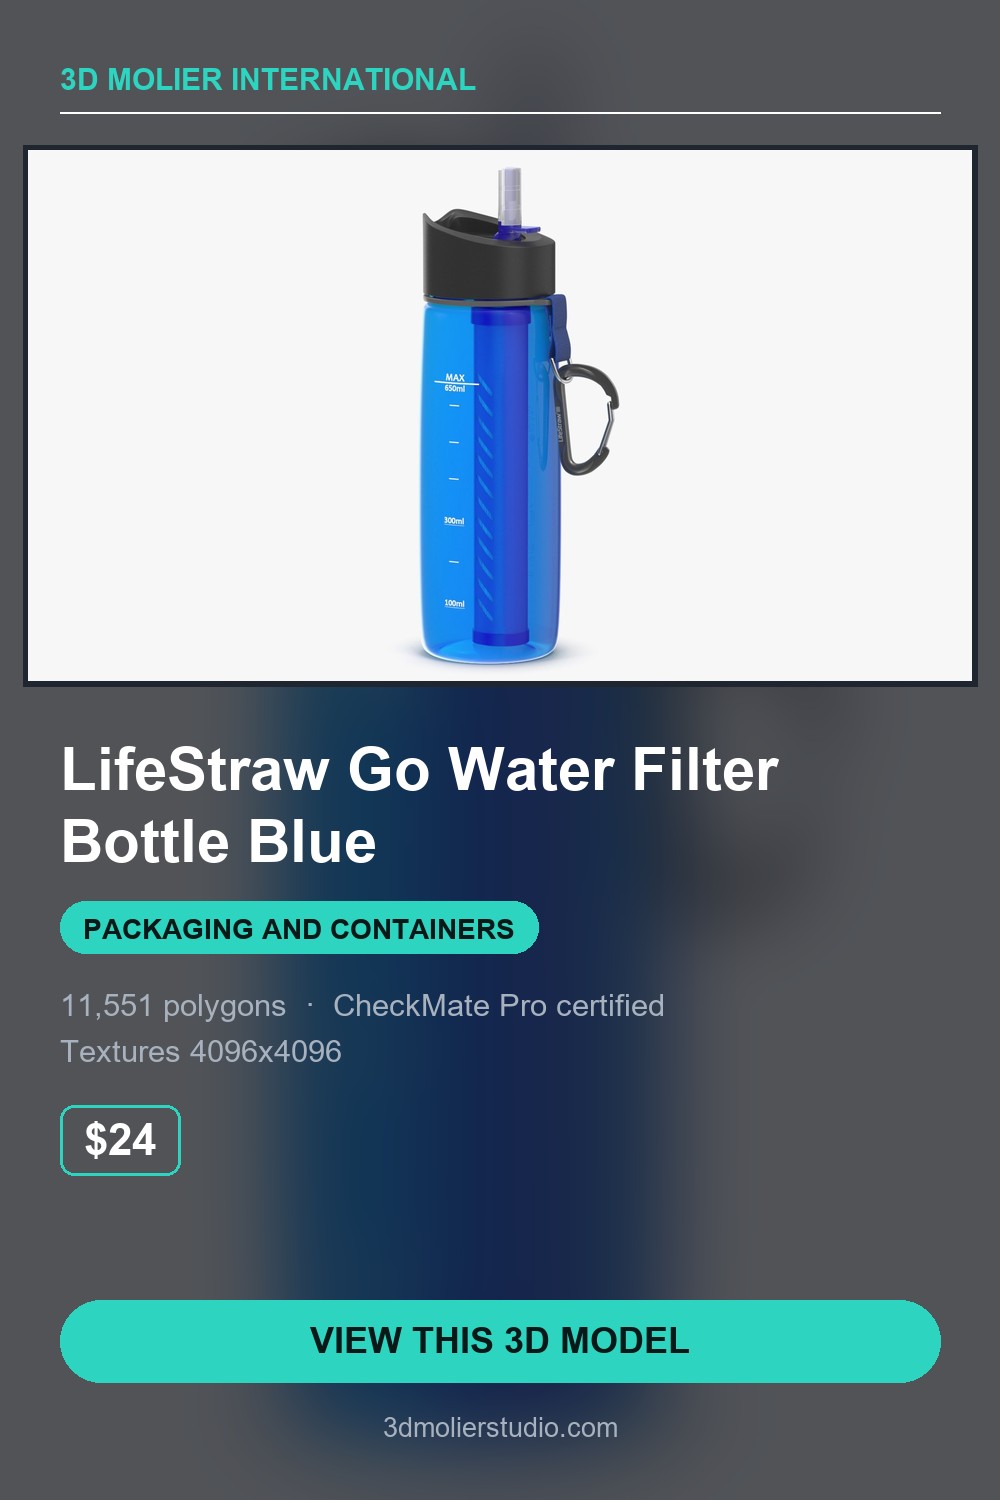 3D MOLIER INTERNATIONAL
MAX
650ml
300ml
100ml
LifeStraw Go Water Filter
Bottle Blue
PACKAGING AND CONTAINERS
11,551 polygons · CheckMate Pro certified
Textures 4096x4096
$24
VIEW THIS 3D MODEL
3dmolierstudio.com